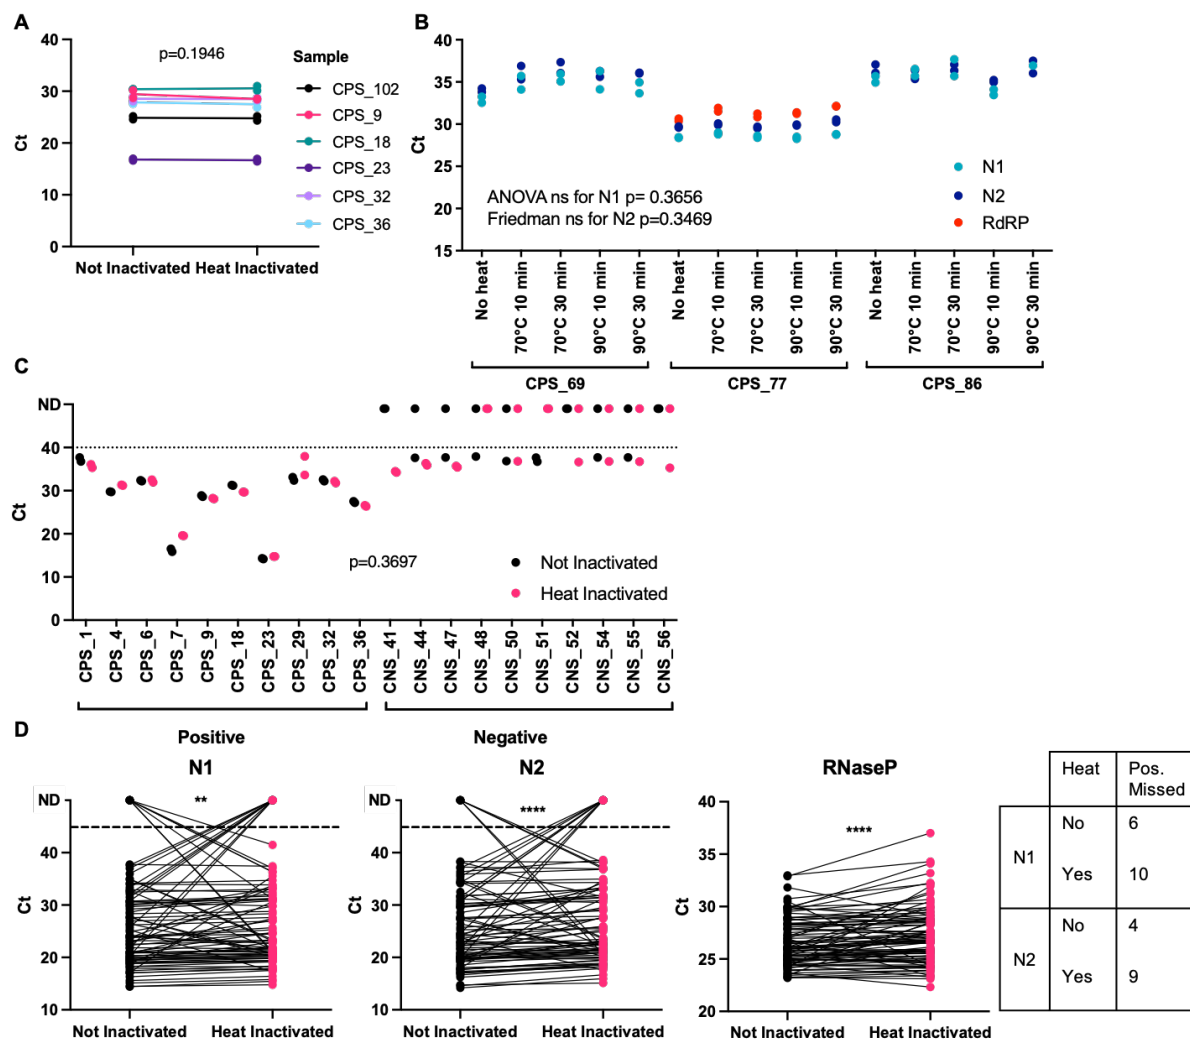 A
40
30
20
10
0
Ct
p=0.1946
Not Inactivated
Heat Inactivated
Sample
CPS_102
CPS_9
CPS_18
CPS_23
CPS_32
CPS_36
B
40
35
30
25
20
15
Ct
ANOVA ns for N1 p= 0.3656
Friedman ns for N2 p=0.3469
N1
N2
RdRP
No heat
70°C 10 min
70°C 30 min
90°C 10 min
90°C 30 min
No heat
70°C 10 min
70°C 30 min
90°C 10 min
90°C 30 min
No heat
70°C 10 min
70°C 30 min
90°C 10 min
90°C 30 min
CPS_69
CPS_77
CPS_86
C
ND
40
30
20
10
0
Ct
p=0.3697
Not Inactivated
Heat Inactivated
CPS_1
CPS_4
CPS_6
CPS_7
CPS_9
CPS_18
CPS_23
CPS_29
CPS_32
CPS_36
CNS_41
CNS_44
CNS_47
CNS_48
CNS_50
CNS_51
CNS_52
CNS_54
CNS_55
CNS_56
Positive
Negative
D
N1
ND
40
30
20
10
Ct
**
Not Inactivated
Heat Inactivated
N2
ND
40
30
20
10
Ct
****
Not Inactivated
Heat Inactivated
RNaseP
40
35
30
25
20
Ct
****
Not Inactivated
Heat Inactivated
Heat
Pos.
Missed
N1
No
6
Yes
10
N2
No
4
Yes
9